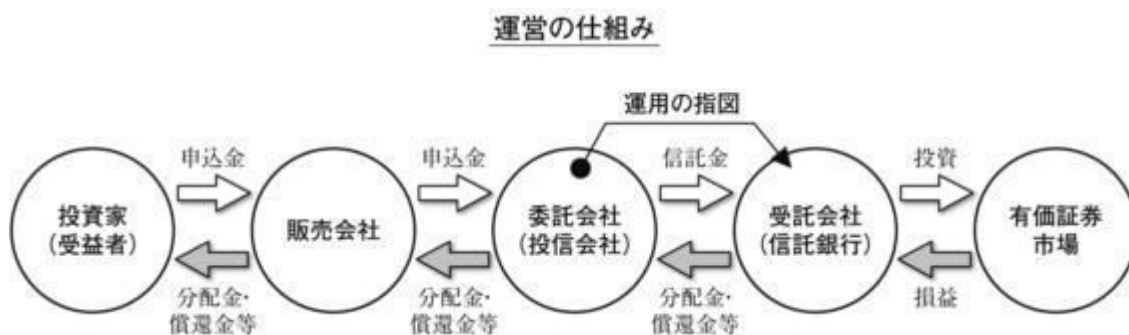 運営の仕組み
運用の指図
申込金
申込金
信託金
投資
投資家
(受益者)
販売会社
委託会社
(投信会社)
受託会社
(信託銀行)
有価証券
市場
分配金・
償還金等
分配金・
償還金等
分配金・
償還金等
損益